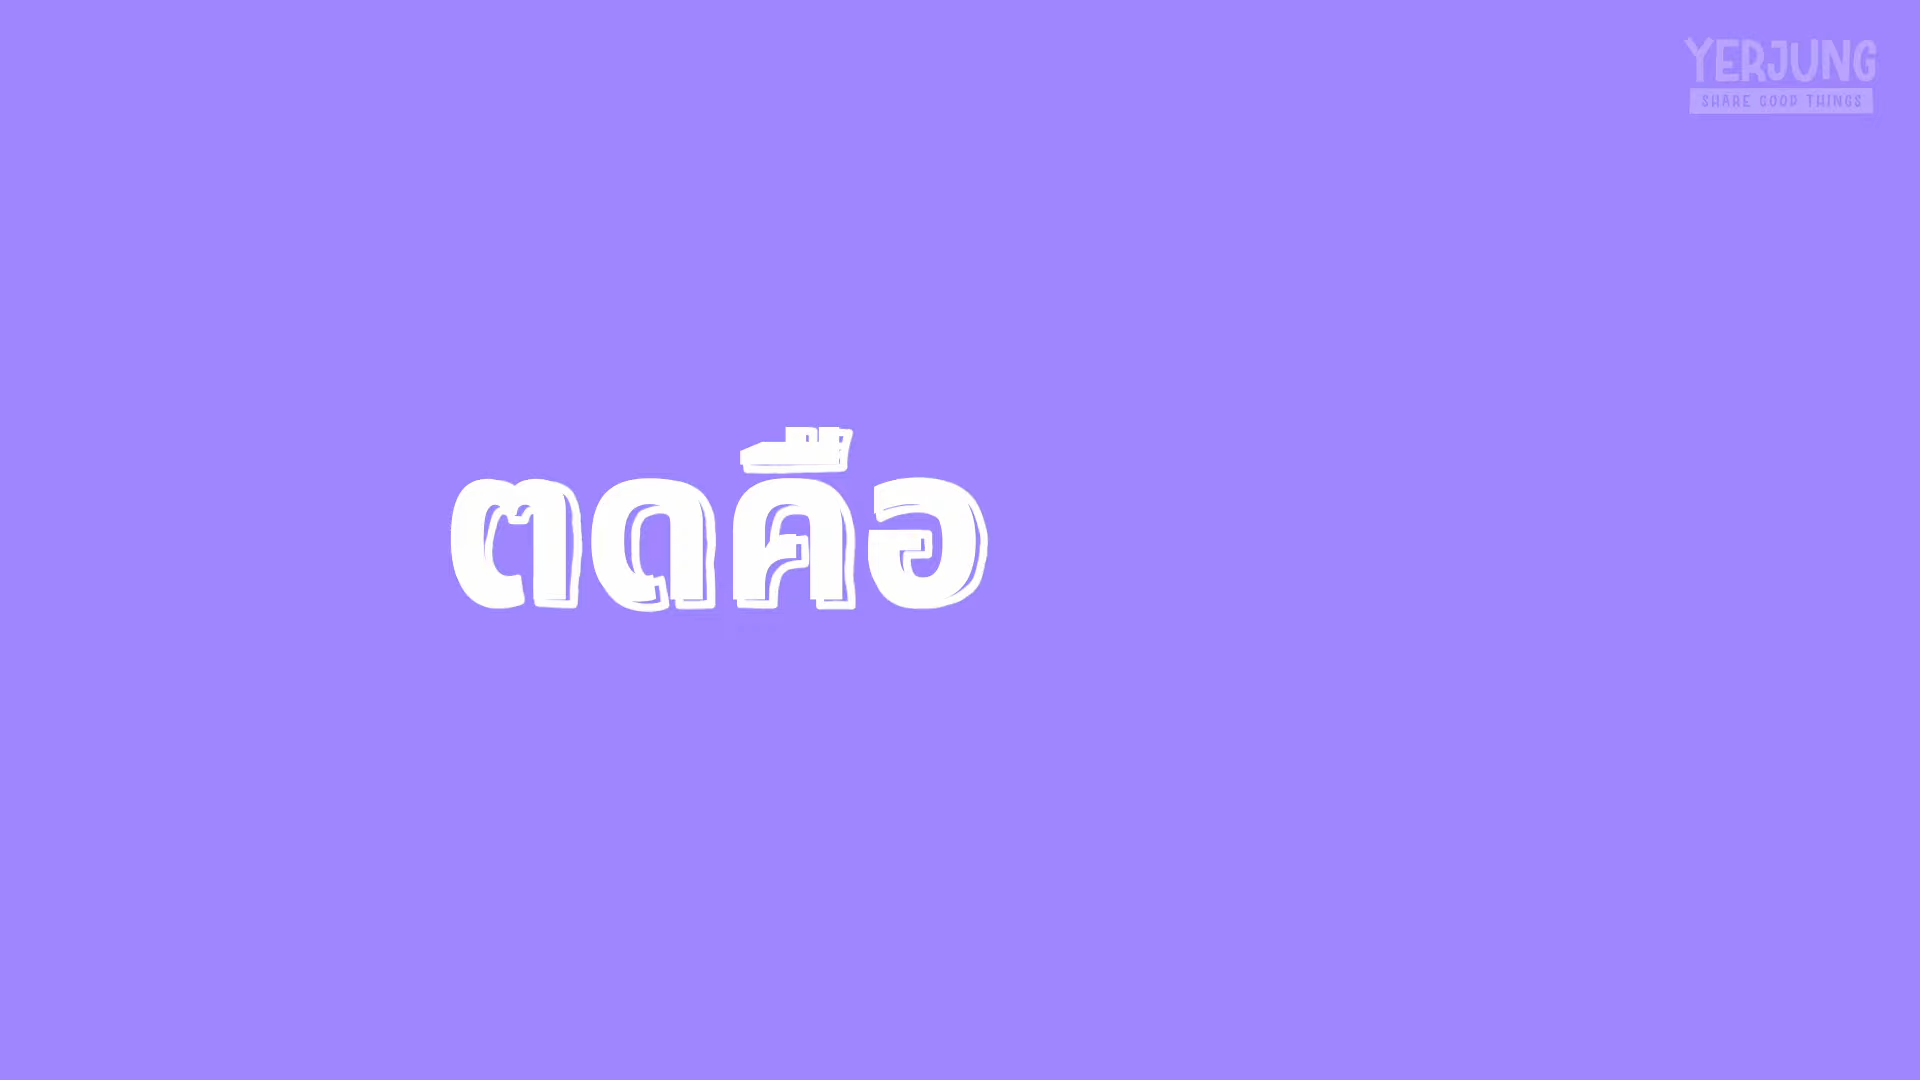 YERJUNG
SHARE GOOD THINGS
ตดคือ